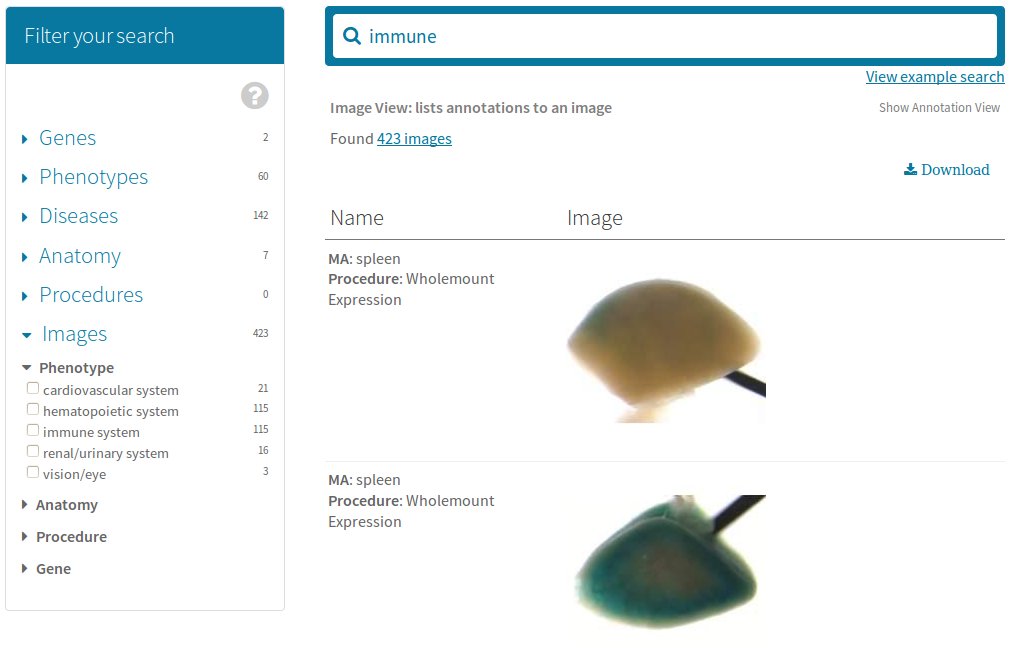 Filter your search
?
Genes 2
Phenotypes 60
Diseases 142
Anatomy 7
Procedures 0
Images 423
Phenotype
cardiovascular system 21
hematopoietic system 115
immune system 115
renal/urinary system 16
vision/eye 3
Anatomy
Procedure
Gene
immune
View example search
Image View: lists annotations to an image
Show Annotation View
Found 423 images
Download
Name Image
MA: spleen
Procedure: Wholemount
Expression
MA: spleen
Procedure: Wholemount
Expression